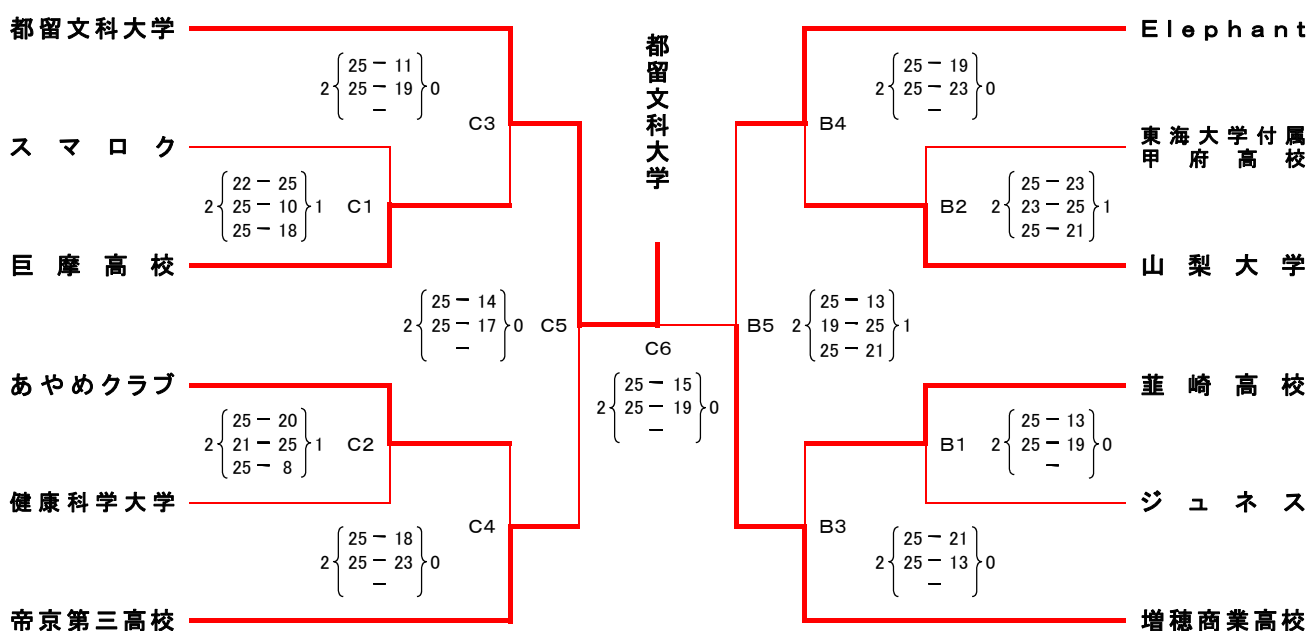 都留文科大学
スマロク
巨摩高校
あやめクラブ
健康科学大学
帝京第三高校
C3
2 25 － 11 0
25 － 19
－
C1
2 22 － 25 1
25 － 10
25 － 18
C5
2 25 － 14 0
25 － 17
－
C2
2 25 － 20 1
21 － 25
25 － 8
C4
2 25 － 18 0
25 － 23
－
都留文科大学
C6
2 25 － 15 0
25 － 19
－
B4
2 25 － 19 0
25 － 23
－
B2
2 25 － 23 1
23 － 25
25 － 21
B5
2 25 － 13 1
19 － 25
25 － 21
B1
2 25 － 13 0
25 － 19
－
B3
2 25 － 21 0
25 － 13
－
Elephant
東海大学付属
甲府高校
山梨大学
韮崎高校
ジュネス
増穂商業高校